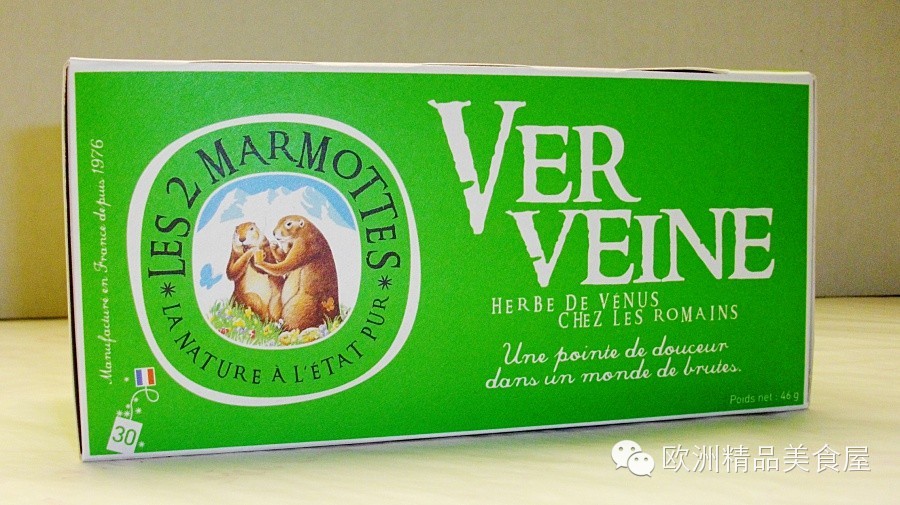 Manufacturé en France depuis 1976
LES 2 MARMOTTES
LA NATURE À L'ÉTAT PUR
30
VER
VEINE
HERBE DE VÉNUS
CHEZ LES ROMAINS
Une pointe de douceur
dans un monde de brutes.
Poids net : 46 g
欧洲精品美食屋